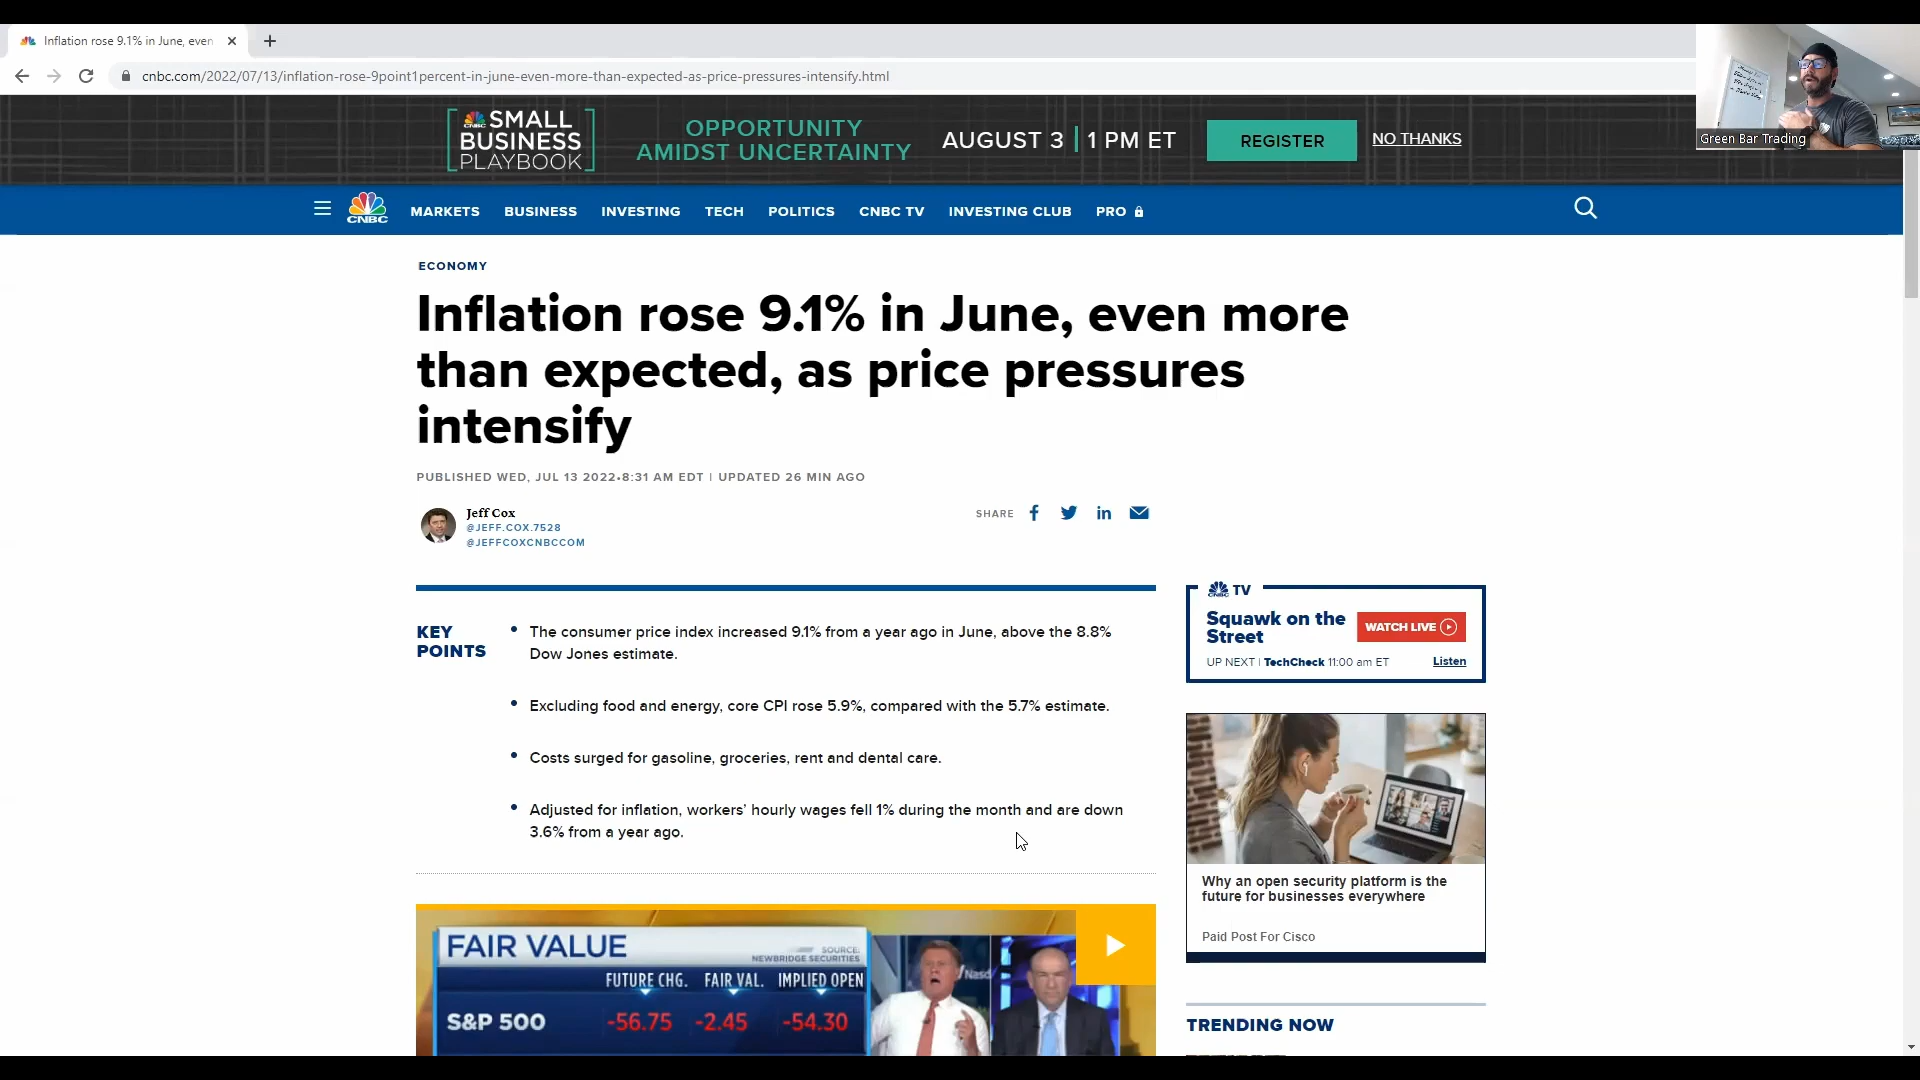 Inflation rose 9.1% in June, even
cnbc.com/2022/07/13/inflation-rose-9point1percent-in-june-even-more-than-expected-as-price-pressures-intensify.html
Green Bar Trading
CNBC
SMALL
BUSINESS
PLAYBOOK
OPPORTUNITY
AMIDST UNCERTAINTY
AUGUST 3 | 1 PM ET
REGISTER
NO THANKS
CNBC
MARKETS BUSINESS INVESTING TECH POLITICS CNBC TV INVESTING CLUB PRO
ECONOMY
Inflation rose 9.1% in June, even more
than expected, as price pressures
intensify
PUBLISHED WED, JUL 13 2022•8:31 AM EDT | UPDATED 26 MIN AGO
Jeff Cox
@JEFF.COX.7528
@JEFFCOXCNBCCOM
SHARE
KEY
POINTS
• The consumer price index increased 9.1% from a year ago in June, above the 8.8%
Dow Jones estimate.
• Excluding food and energy, core CPI rose 5.9%, compared with the 5.7% estimate.
• Costs surged for gasoline, groceries, rent and dental care.
• Adjusted for inflation, workers’ hourly wages fell 1% during the month and are down
3.6% from a year ago.
FAIR VALUE
SOURCE:
NEWBRIDGE SECURITIES
FUTURE CHG. FAIR VAL. IMPLIED OPEN
S&P 500 -56.75 -2.45 -54.30
Nasd
CNBC TV
Squawk on the
Street
WATCH LIVE
UP NEXT | TechCheck 11:00 am ET
Listen
Why an open security platform is the
future for businesses everywhere
Paid Post For Cisco
TRENDING NOW